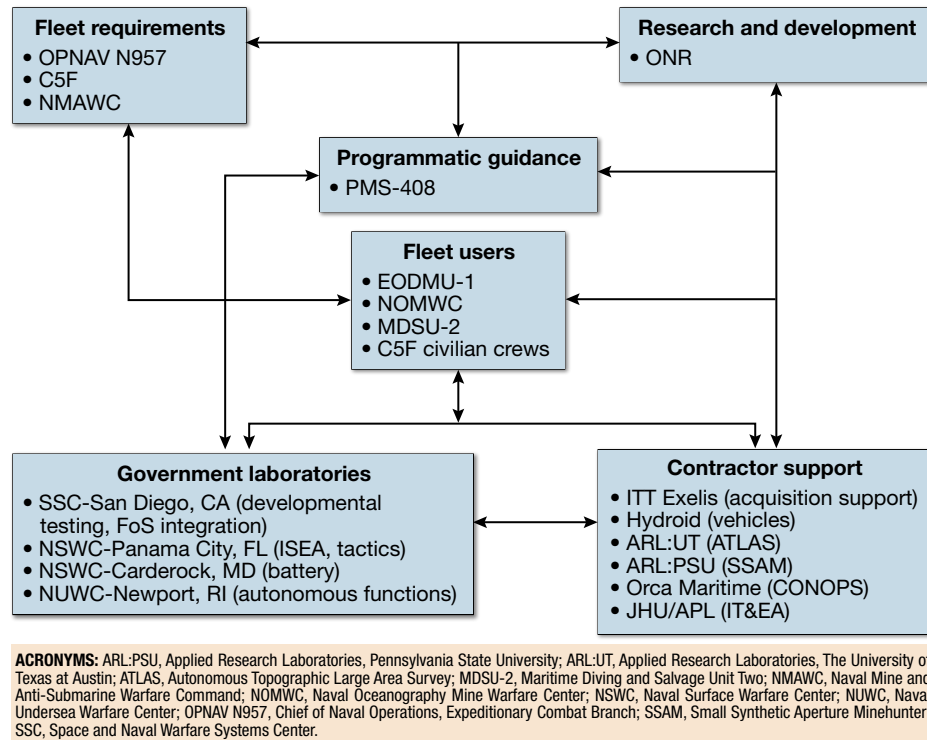 Fleet requirements
• OPNAV N957
• C5F
• NMAWC
Research and development
• ONR
Programmatic guidance
• PMS-408
Fleet users
• EODMU-1
• NOMWC
• MDSU-2
• C5F civilian crews
Government laboratories
• SSC-San Diego, CA (developmental
testing, FoS integration)
• NSWC-Panama City, FL (ISEA, tactics)
• NSWC-Carderock, MD (battery)
• NUWC-Newport, RI (autonomous functions)
Contractor support
• ITT Exelis (acquisition support)
• Hydroid (vehicles)
• ARL:UT (ATLAS)
• ARL:PSU (SSAM)
• Orca Maritime (CONOPS)
• JHU/APL (IT&EA)
ACRONYMS: ARL:PSU, Applied Research Laboratories, Pennsylvania State University; ARL:UT, Applied Research Laboratories, The University of
Texas at Austin; ATLAS, Autonomous Topographic Large Area Survey; MDSU-2, Maritime Diving and Salvage Unit Two; NMAWC, Naval Mine and
Anti-Submarine Warfare Command; NOMWC, Naval Oceanography Mine Warfare Center; NSWC, Naval Surface Warfare Center; NUWC, Nava
Undersea Warfare Center; OPNAV N957, Chief of Naval Operations, Expeditionary Combat Branch; SSAM, Small Synthetic Aperture Minehunter
SSC, Space and Naval Warfare Systems Center.